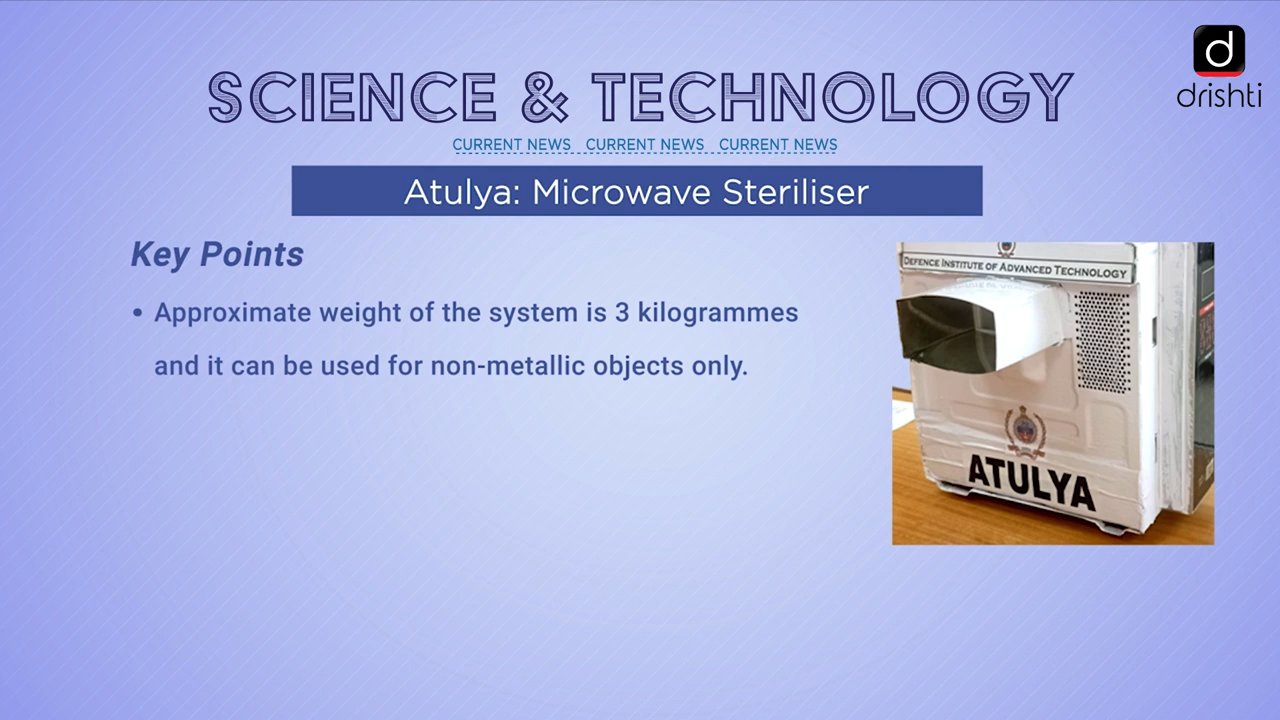 d
drishti
SCIENCE & TECHNOLOGY
CURRENT NEWS CURRENT NEWS CURRENT NEWS
Atulya: Microwave Steriliser
Key Points
• Approximate weight of the system is 3 kilogrammes
and it can be used for non-metallic objects only.
DEFENCE INSTITUTE OF ADVANCED TECHNOLOGY
ATULYA